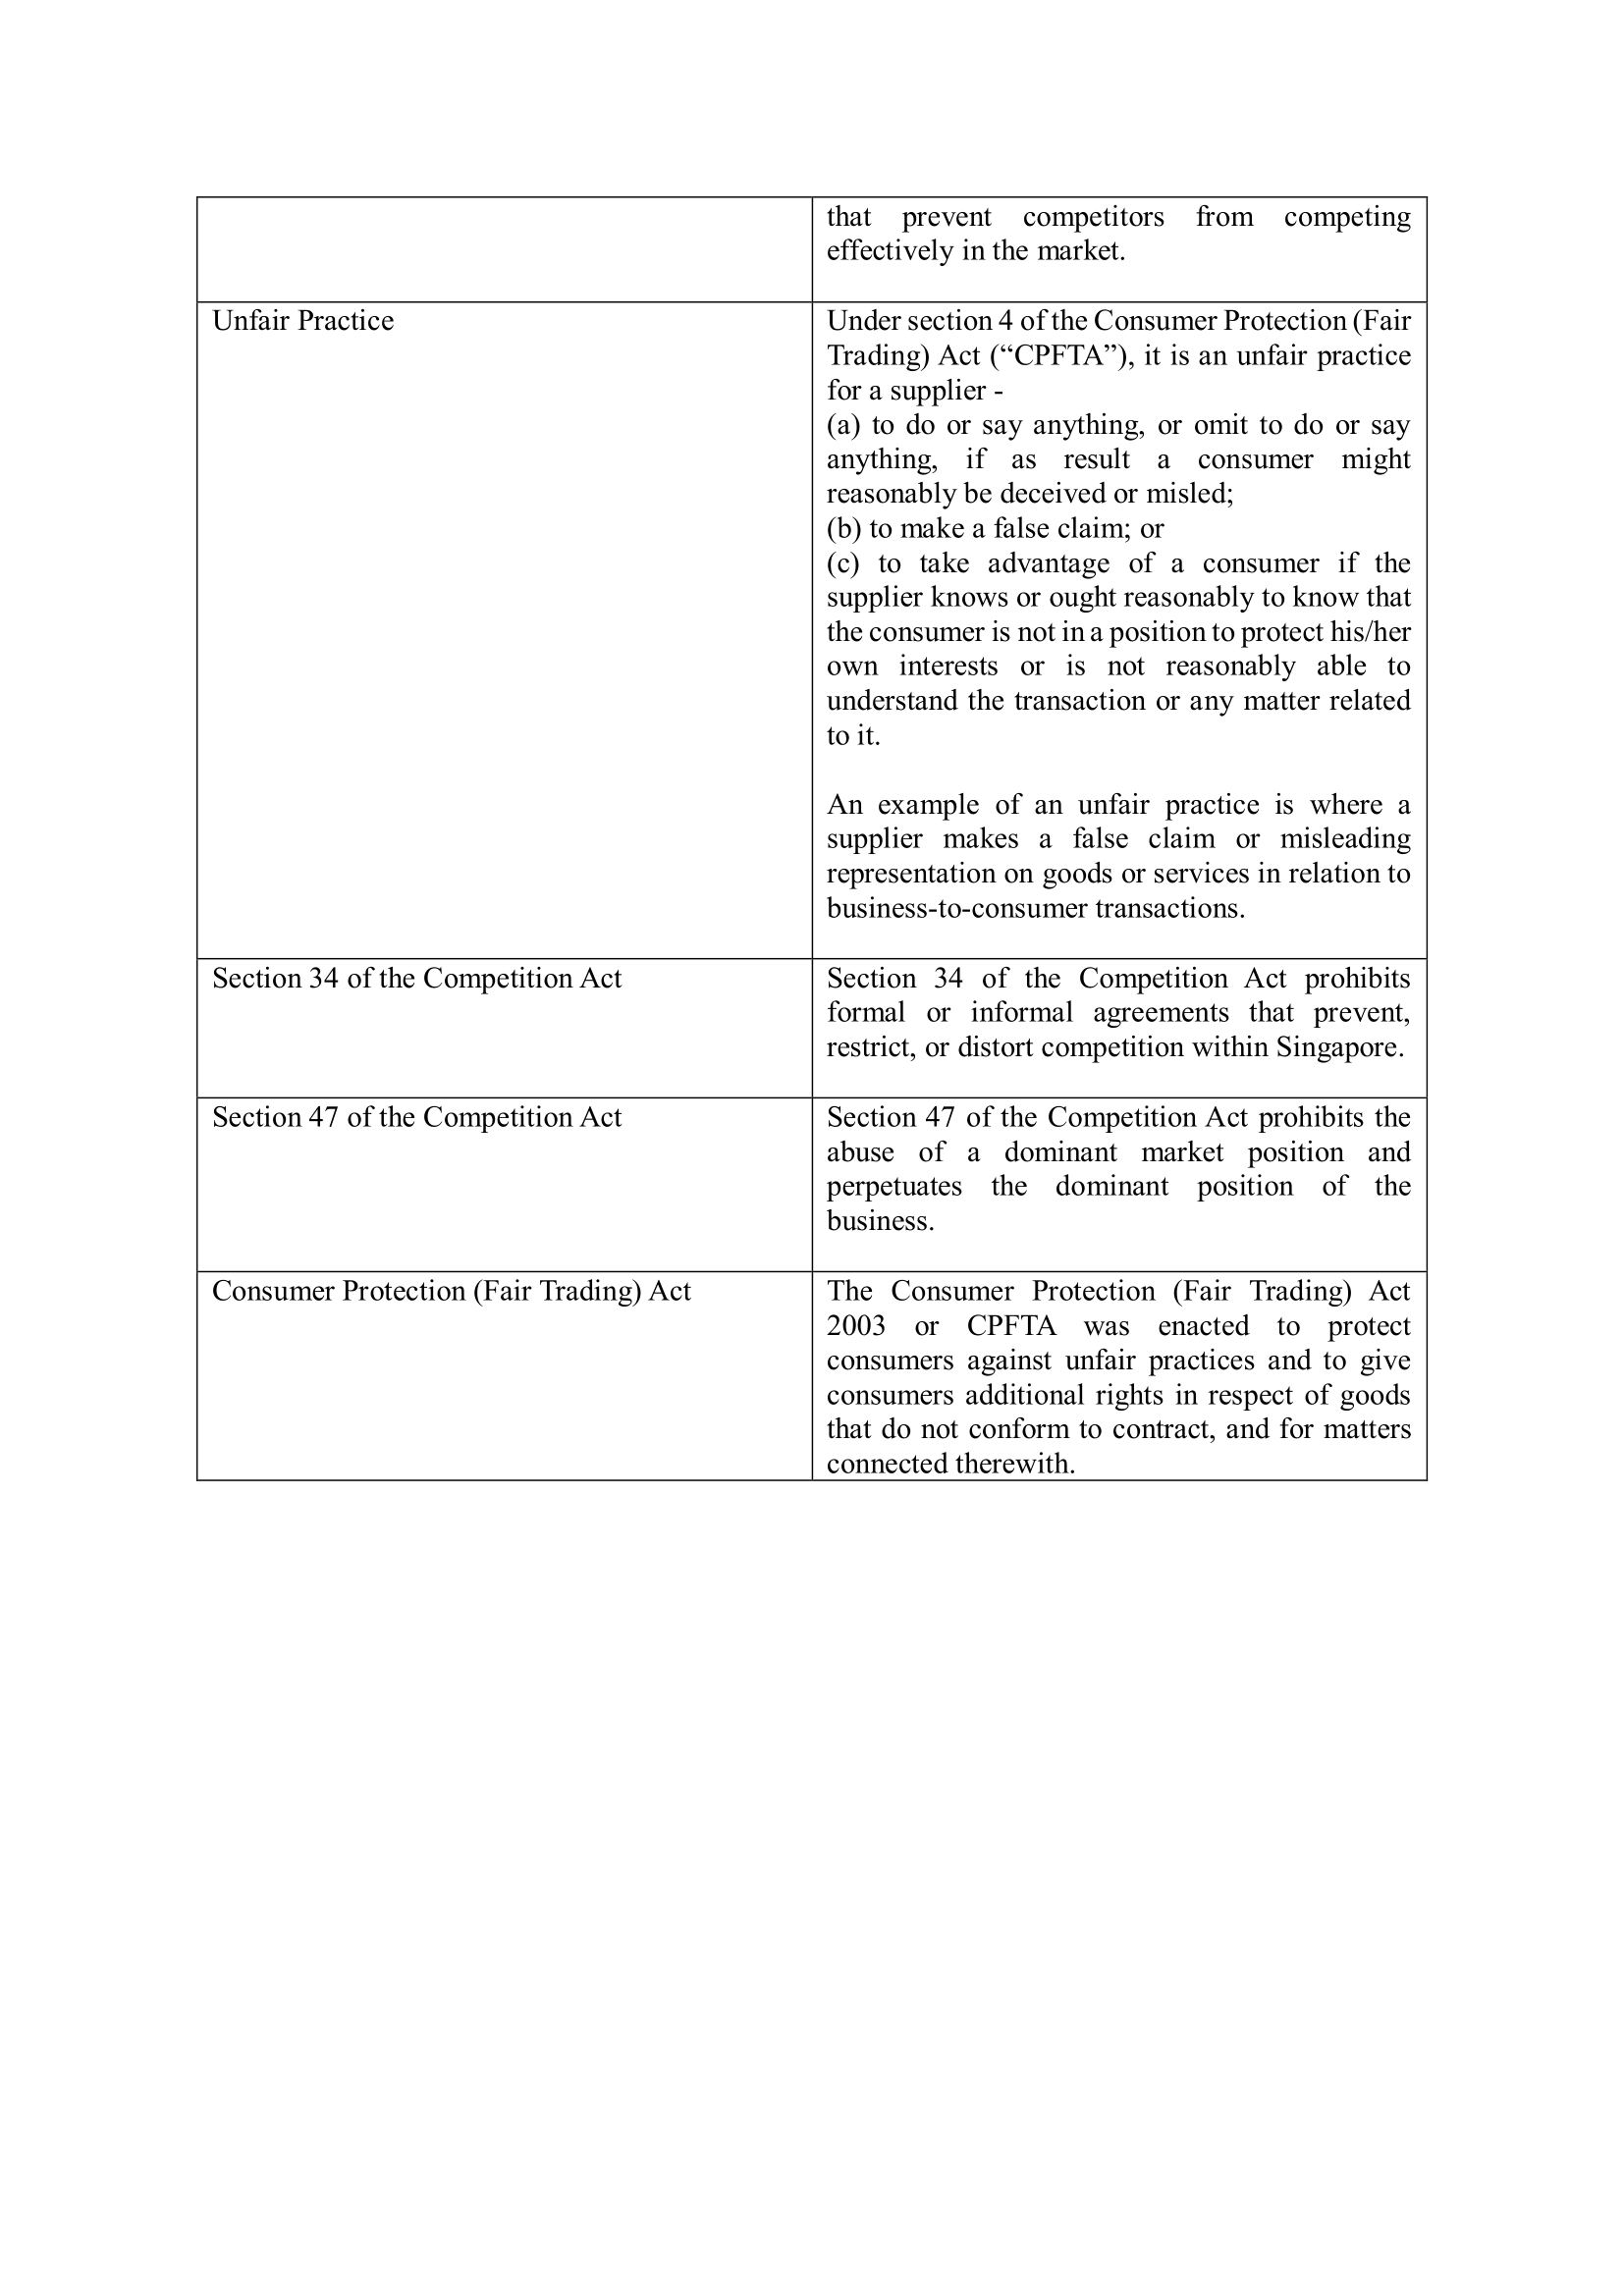 that prevent competitors from competing
effectively in the market.
Unfair Practice
Under section 4 of the Consumer Protection (Fair
Trading) Act (“CPFTA”), it is an unfair practice
for a supplier -
(a) to do or say anything, or omit to do or say
anything, if as result a consumer might
reasonably be deceived or misled;
(b) to make a false claim; or
(c) to take advantage of a consumer if the
supplier knows or ought reasonably to know that
the consumer is not in a position to protect his/her
own interests or is not reasonably able to
understand the transaction or any matter related
to it.
An example of an unfair practice is where a
supplier makes a false claim or misleading
representation on goods or services in relation to
business-to-consumer transactions.
Section 34 of the Competition Act
Section 34 of the Competition Act prohibits
formal or informal agreements that prevent,
restrict, or distort competition within Singapore.
Section 47 of the Competition Act
Section 47 of the Competition Act prohibits the
abuse of a dominant market position and
perpetuates the dominant position of the
business.
Consumer Protection (Fair Trading) Act
The Consumer Protection (Fair Trading) Act
2003 or CPFTA was enacted to protect
consumers against unfair practices and to give
consumers additional rights in respect of goods
that do not conform to contract, and for matters
connected therewith.